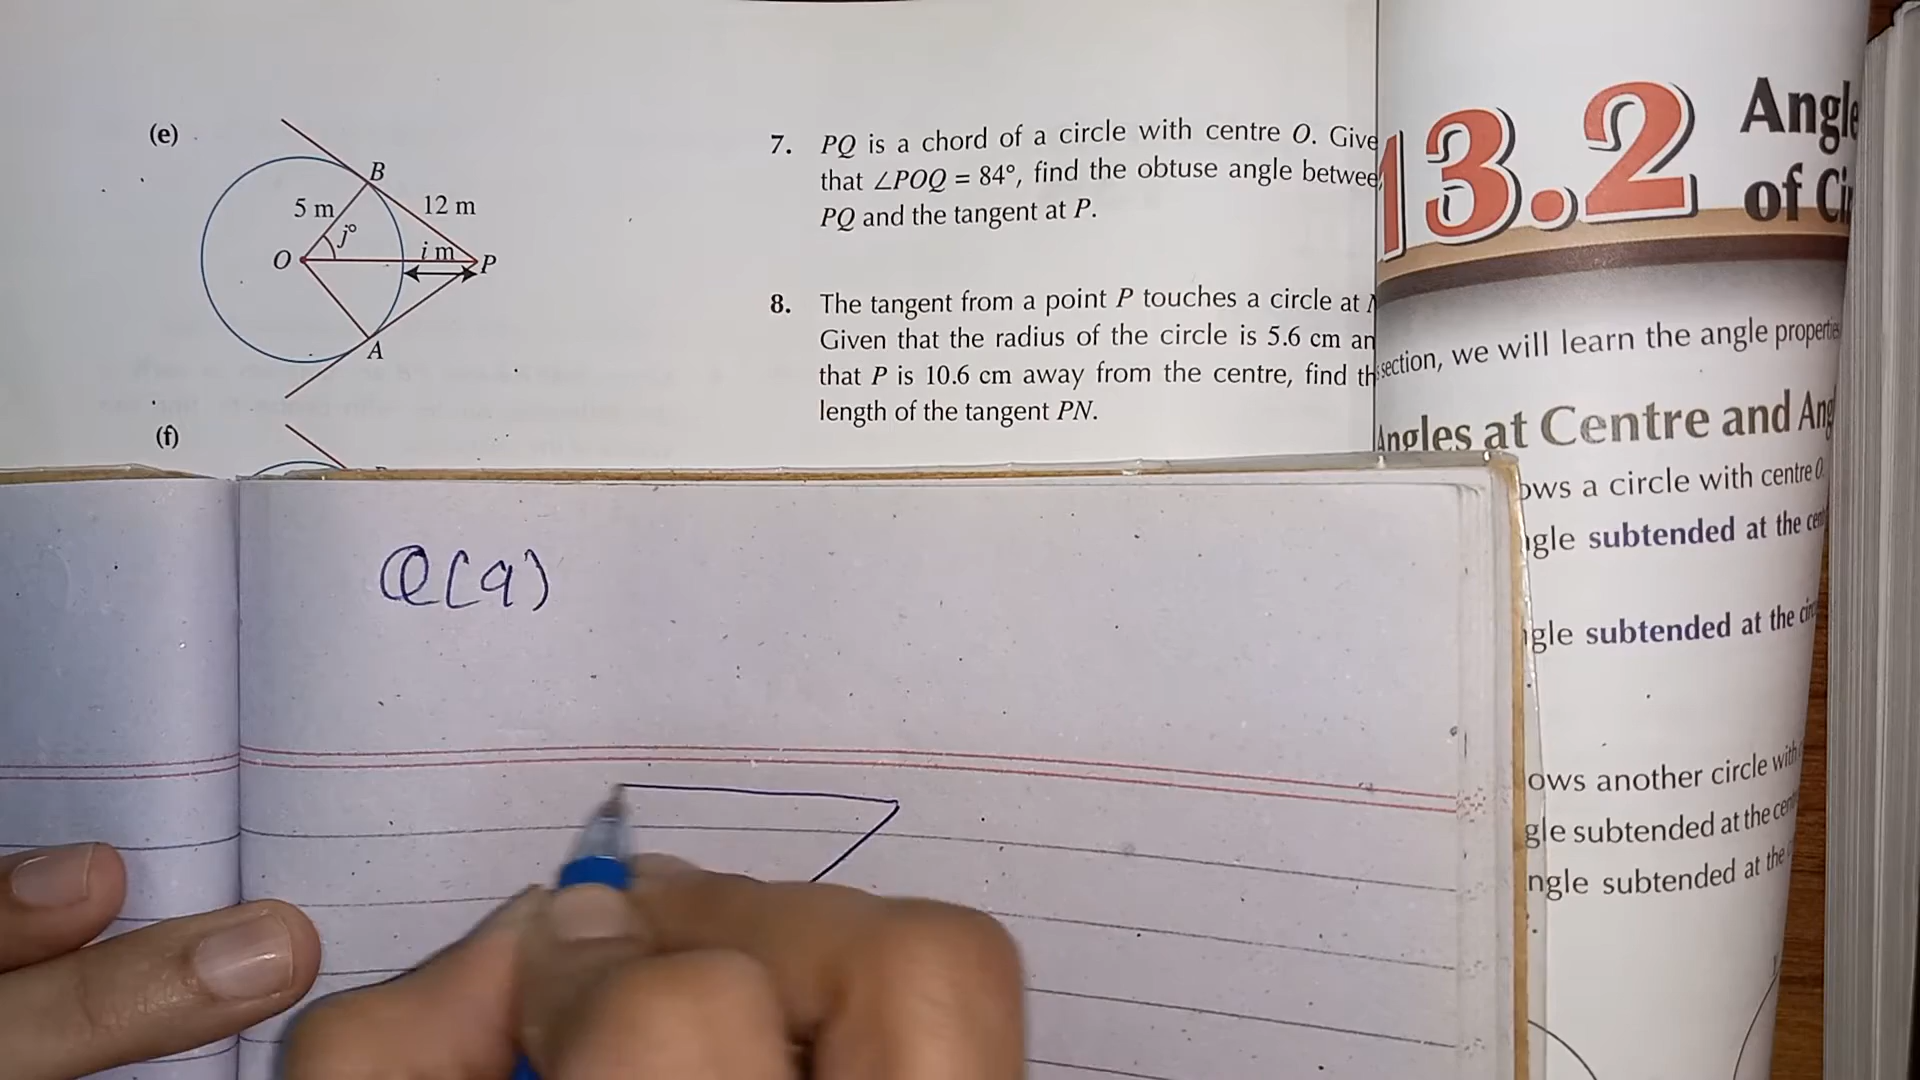 (e)
B
5 m
12 m
j°
i m
O
P
A
(f)
7. PQ is a chord of a circle with centre O. Give
that ∠POQ = 84°, find the obtuse angle betwee
PQ and the tangent at P.
8. The tangent from a point P touches a circle at
Given that the radius of the circle is 5.6 cm an
that P is 10.6 cm away from the centre, find th
length of the tangent PN.
13.2
Angle
of Ci
section, we will learn the angle properties
Angles at Centre and Ang
ows a circle with centre O.
gle subtended at the cen
gle subtended at the circ
ows another circle with
gle subtended at the cen
ngle subtended at the
Q(9)